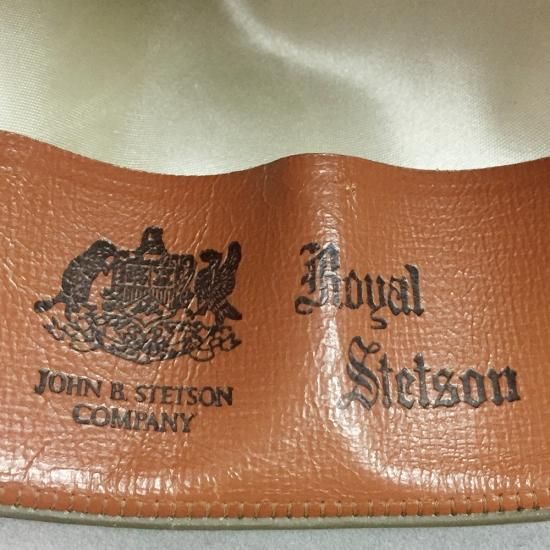 JOHN B. STETSON
COMPANY
Royal
Stetson